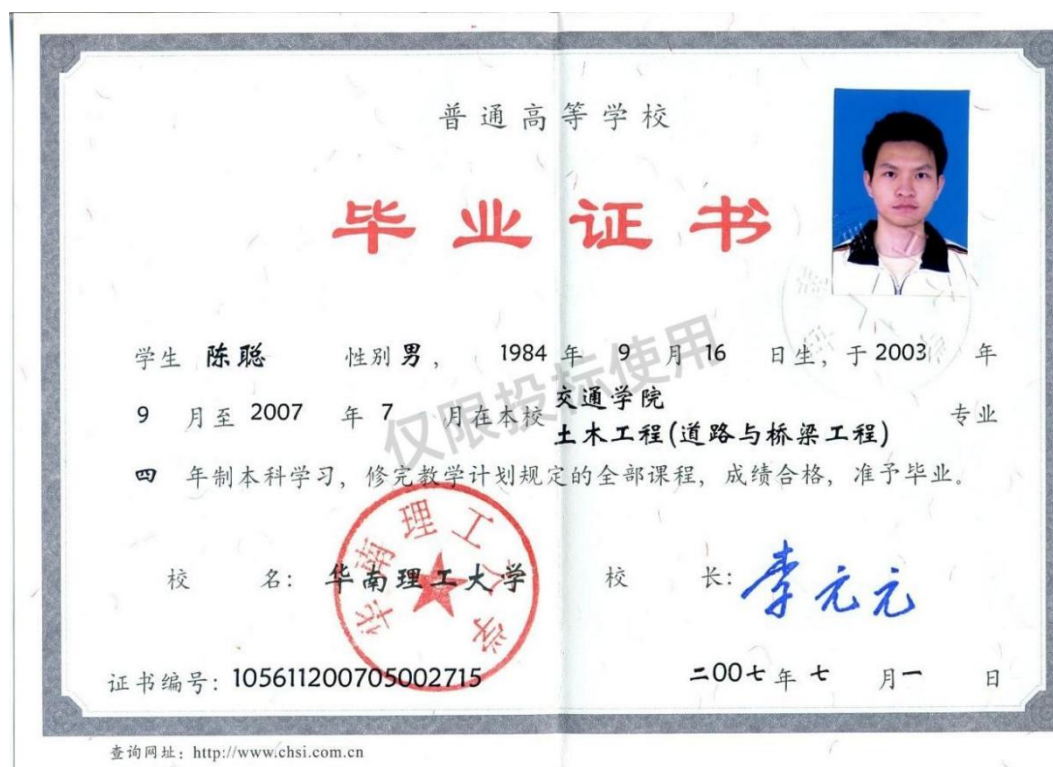 普通高等学校
毕业证书
学生 陈聪 性别 男， 1984 年 9 月 16 日生，于 2003 年
9 月至 2007 年 7 月在本校 交通学院 土木工程(道路与桥梁工程) 专业
四 年制本科学习，修完教学计划规定的全部课程，成绩合格，准予毕业。
仅限投标使用
校 名： 华南理工大学 校 长： 李元元
华南理工大学
证书编号：105611200705002715 二00七 年 七 月 一 日
查询网址：http://www.chsi.com.cn